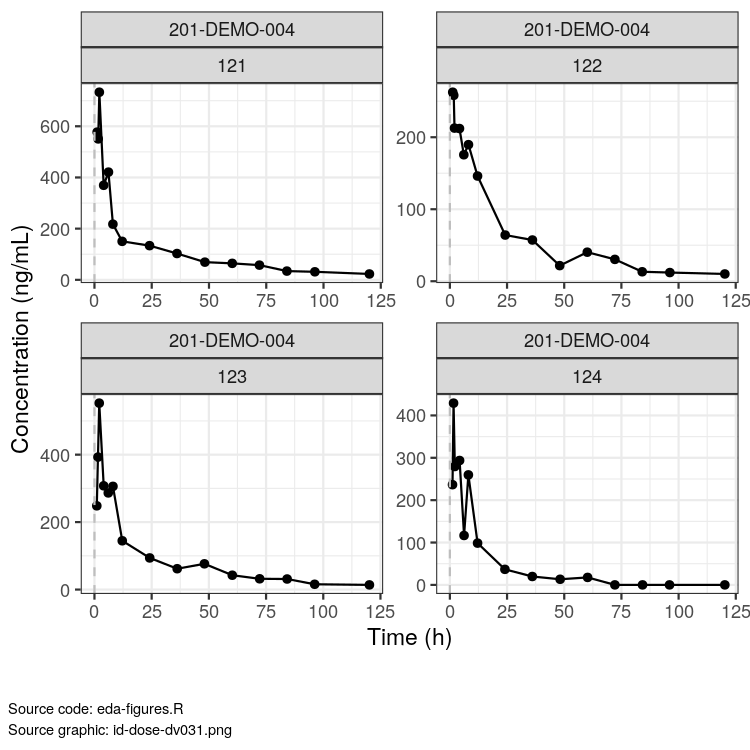 201-DEMO-004
201-DEMO-004
121
122
600
400
200
0
200
100
0
0 25 50 75 100 125
0 25 50 75 100 125
Concentration (ng/mL)
201-DEMO-004
201-DEMO-004
123
124
400
200
0
400
300
200
100
0
0 25 50 75 100 125
0 25 50 75 100 125
Time (h)
Source code: eda-figures.R
Source graphic: id-dose-dv031.png